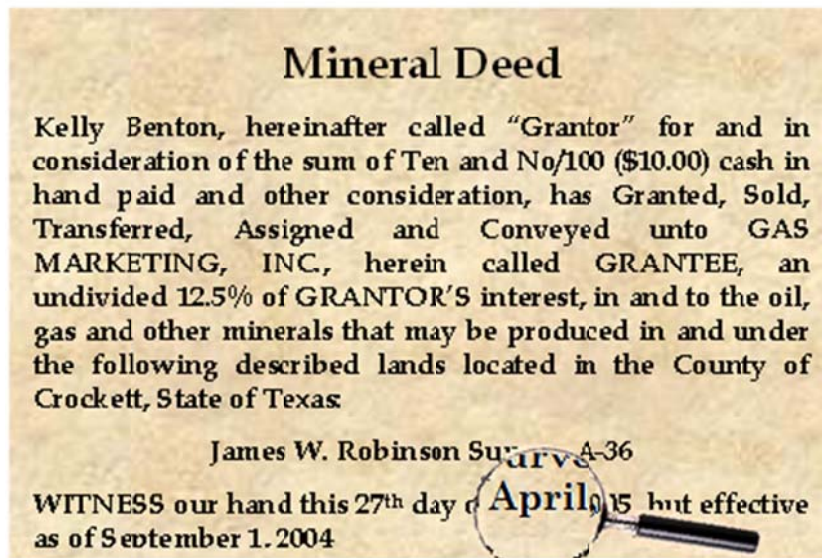 Mineral Deed
Kelly Benton, hereinafter called “Grantor” for and in
consideration of the sum of Ten and No/100 ($10.00) cash in
hand paid and other consideration, has Granted, Sold,
Transferred, Assigned and Conveyed unto GAS
MARKETING, INC., herein called GRANTEE, an
undivided 12.5% of GRANTOR'S interest, in and to the oil,
gas and other minerals that may be produced in and under
the following described lands located in the County of
Crockett, State of Texas:
James W. Robinson A-36
WITNESS our hand this 27th day April but effective
as of September 1, 2004